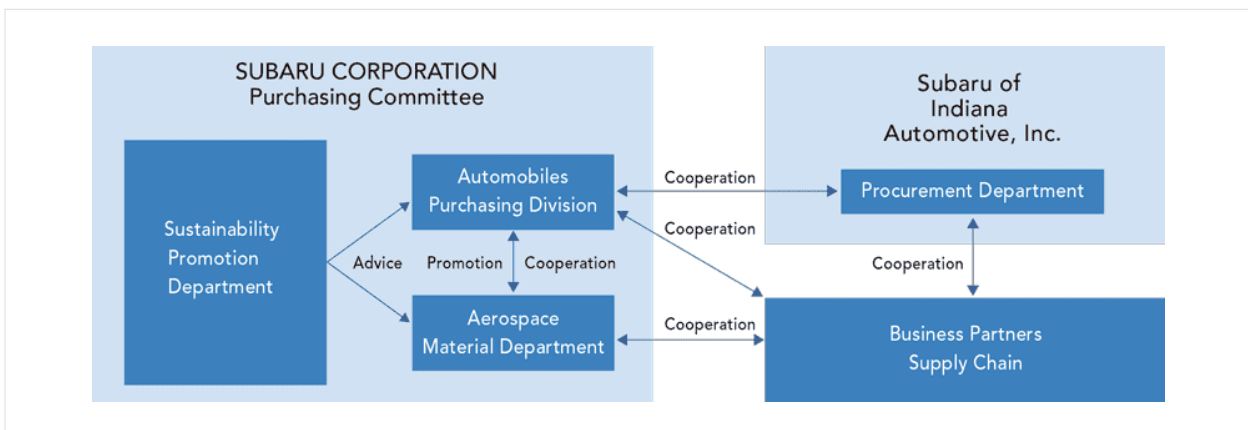 SUBARU CORPORATION
Purchasing Committee
Sustainability
Promotion
Department
Advice
Automobiles
Purchasing Division
Promotion
Cooperation
Aerospace
Material Department
Cooperation
Cooperation
Cooperation
Subaru of
Indiana
Automotive, Inc.
Procurement Department
Cooperation
Business Partners
Supply Chain